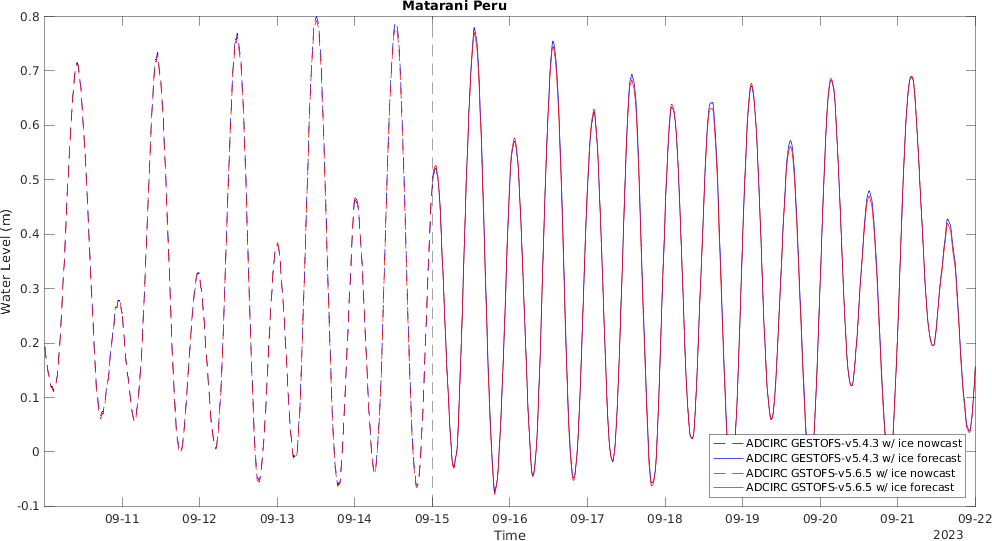 Matarani Peru
0.8
0.7
0.6
0.5
0.4
0.3
0.2
0.1
0
-0.1
Water Level (m)
09-11 09-12 09-13 09-14 09-15 09-16 09-17 09-18 09-19 09-20 09-21 09-22
Time
2023
ADCIRC GESTOFS-v5.4.3 w/ ice nowcast
ADCIRC GESTOFS-v5.4.3 w/ ice forecast
ADCIRC GSTOFS-v5.6.5 w/ ice nowcast
ADCIRC GSTOFS-v5.6.5 w/ ice forecast